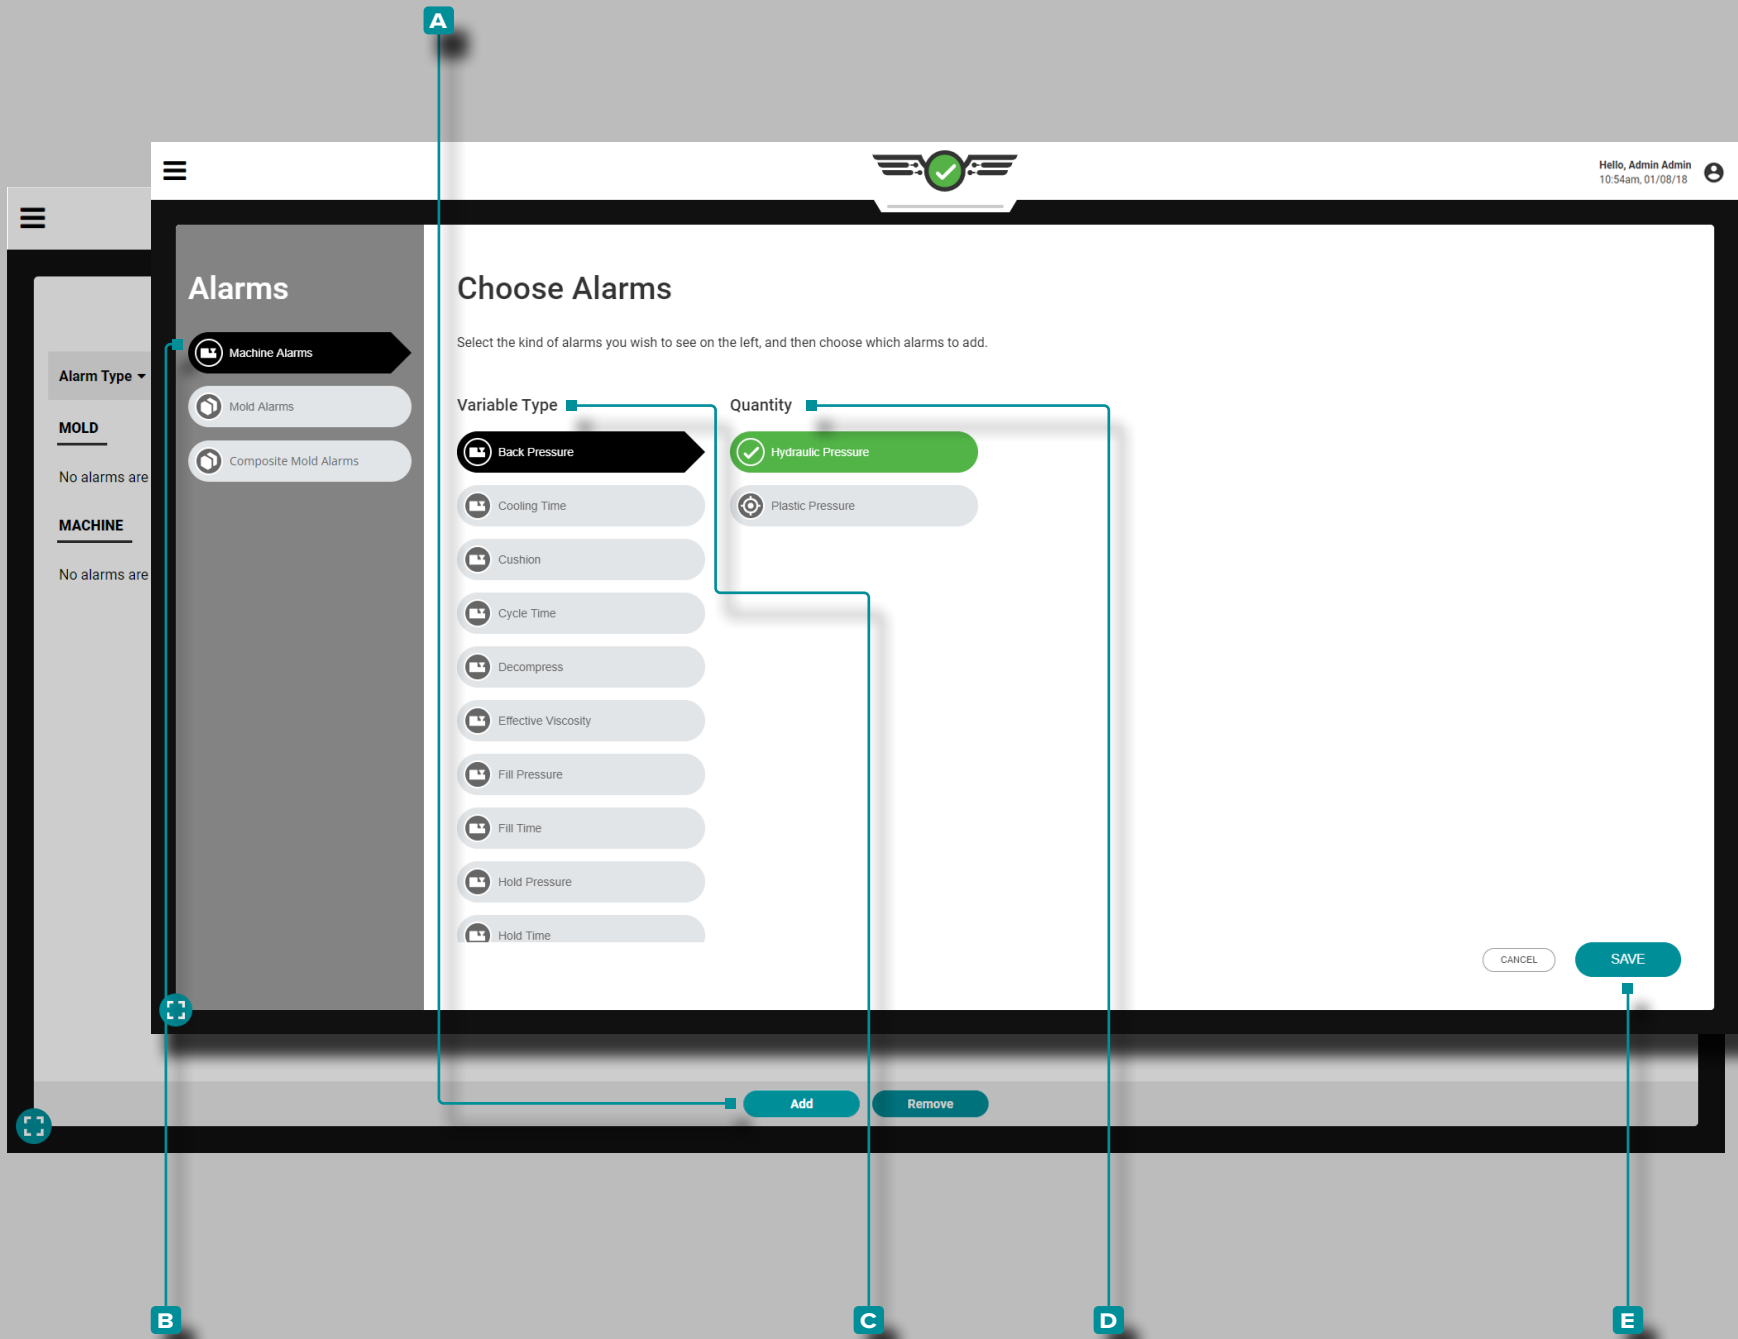 A
Hello, Admin Admin
10:54am, 01/08/18
Alarms
Machine Alarms
Mold Alarms
Composite Mold Alarms
Choose Alarms
Select the kind of alarms you wish to see on the left, and then choose which alarms to add.
Variable Type
Back Pressure
Cooling Time
Cushion
Cycle Time
Decompress
Effective Viscosity
Fill Pressure
Fill Time
Hold Pressure
Hold Time
Quantity
Hydraulic Pressure
Plastic Pressure
CANCEL
SAVE
Alarm Type
MOLD
No alarms are
MACHINE
No alarms are
Add
Remove
B
C
D
E